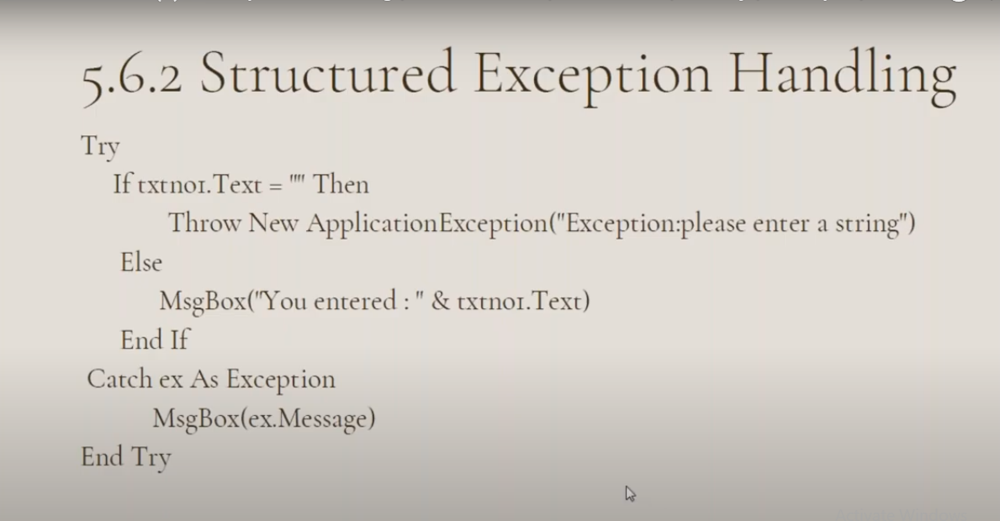 5.6.2 Structured Exception Handling
Try
If txtno1.Text = "" Then
Throw New ApplicationException("Exception:please enter a string")
Else
MsgBox("You entered : " & txtno1.Text)
End If
Catch ex As Exception
MsgBox(ex.Message)
End Try